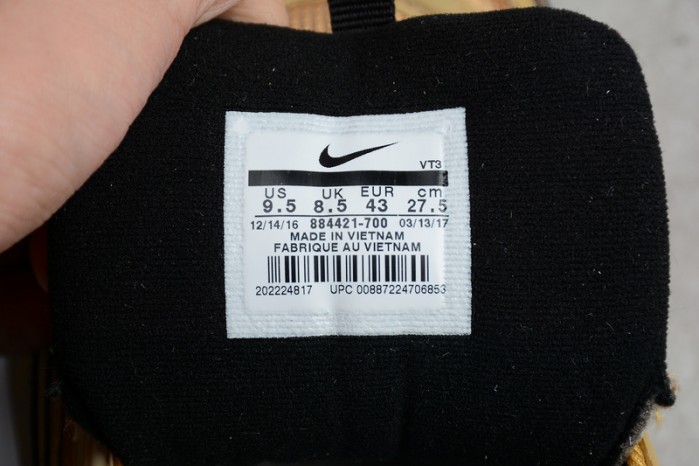 VT3
US UK EUR cm
9.5 8.5 43 27.5
12/14/16 884421-700 03/13/17
MADE IN VIETNAM
FABRIQUE AU VIETNAM
202224817 UPC 00887224706853